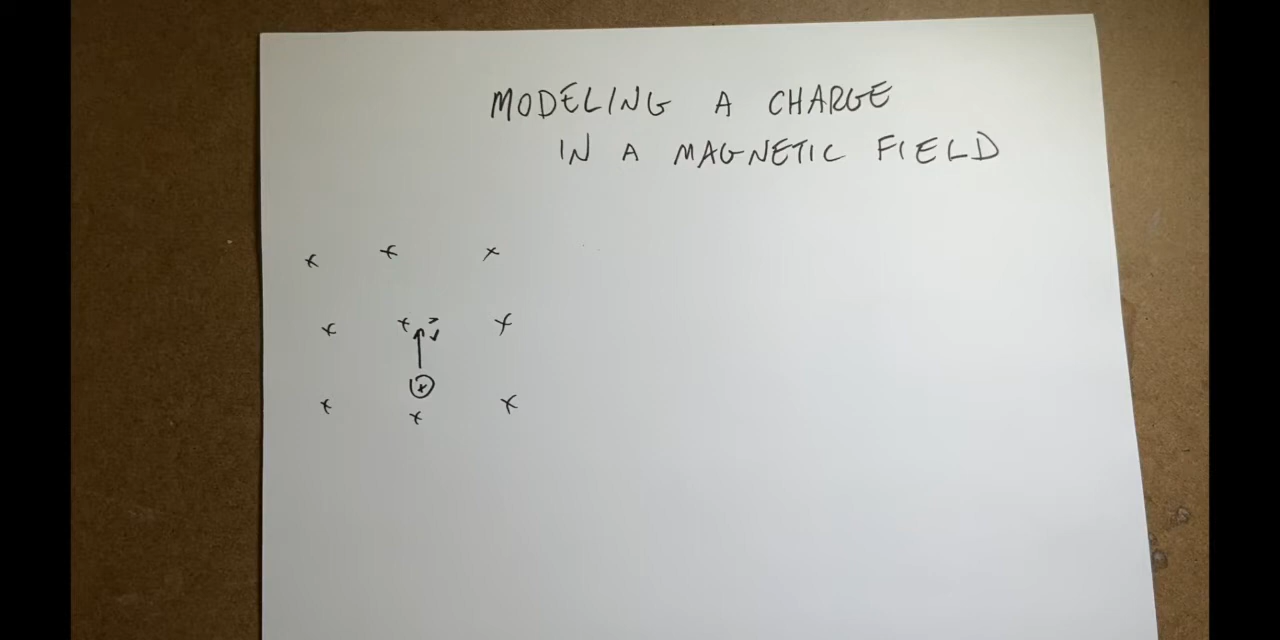 MODELING A CHARGE
IN A MAGNETIC FIELD
x x x
x x v x
+
x x x